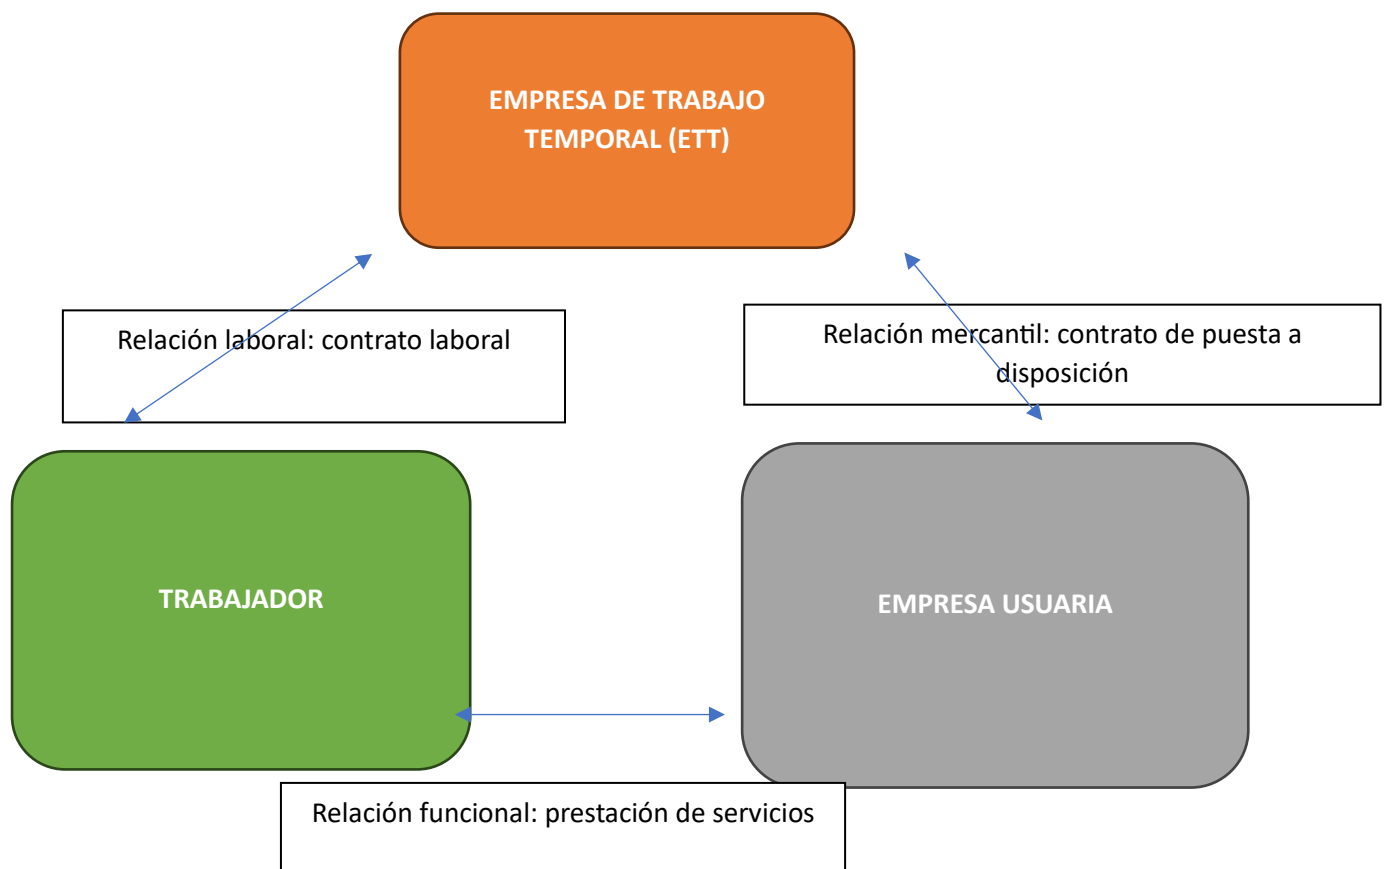 EMPRESA DE TRABAJO
TEMPORAL (ETT)
Relación laboral: contrato laboral
Relación mercantil: contrato de puesta a
disposición
TRABAJADOR
EMPRESA USUARIA
Relación funcional: prestación de servicios